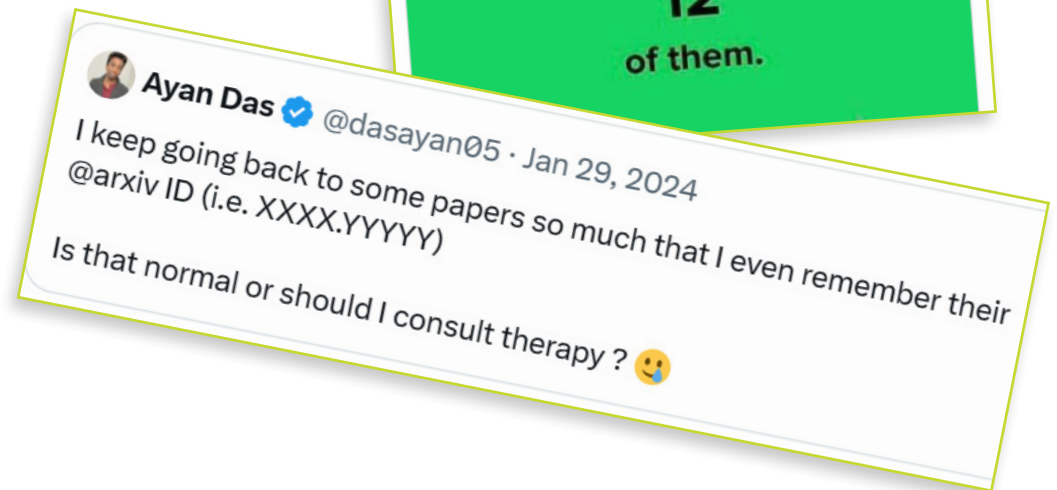 12
of them.
Ayan Das @dasayan05 · Jan 29, 2024
I keep going back to some papers so much that I even remember their
@arxiv ID (i.e. XXXX.YYYYY)
Is that normal or should I consult therapy ? 🥲